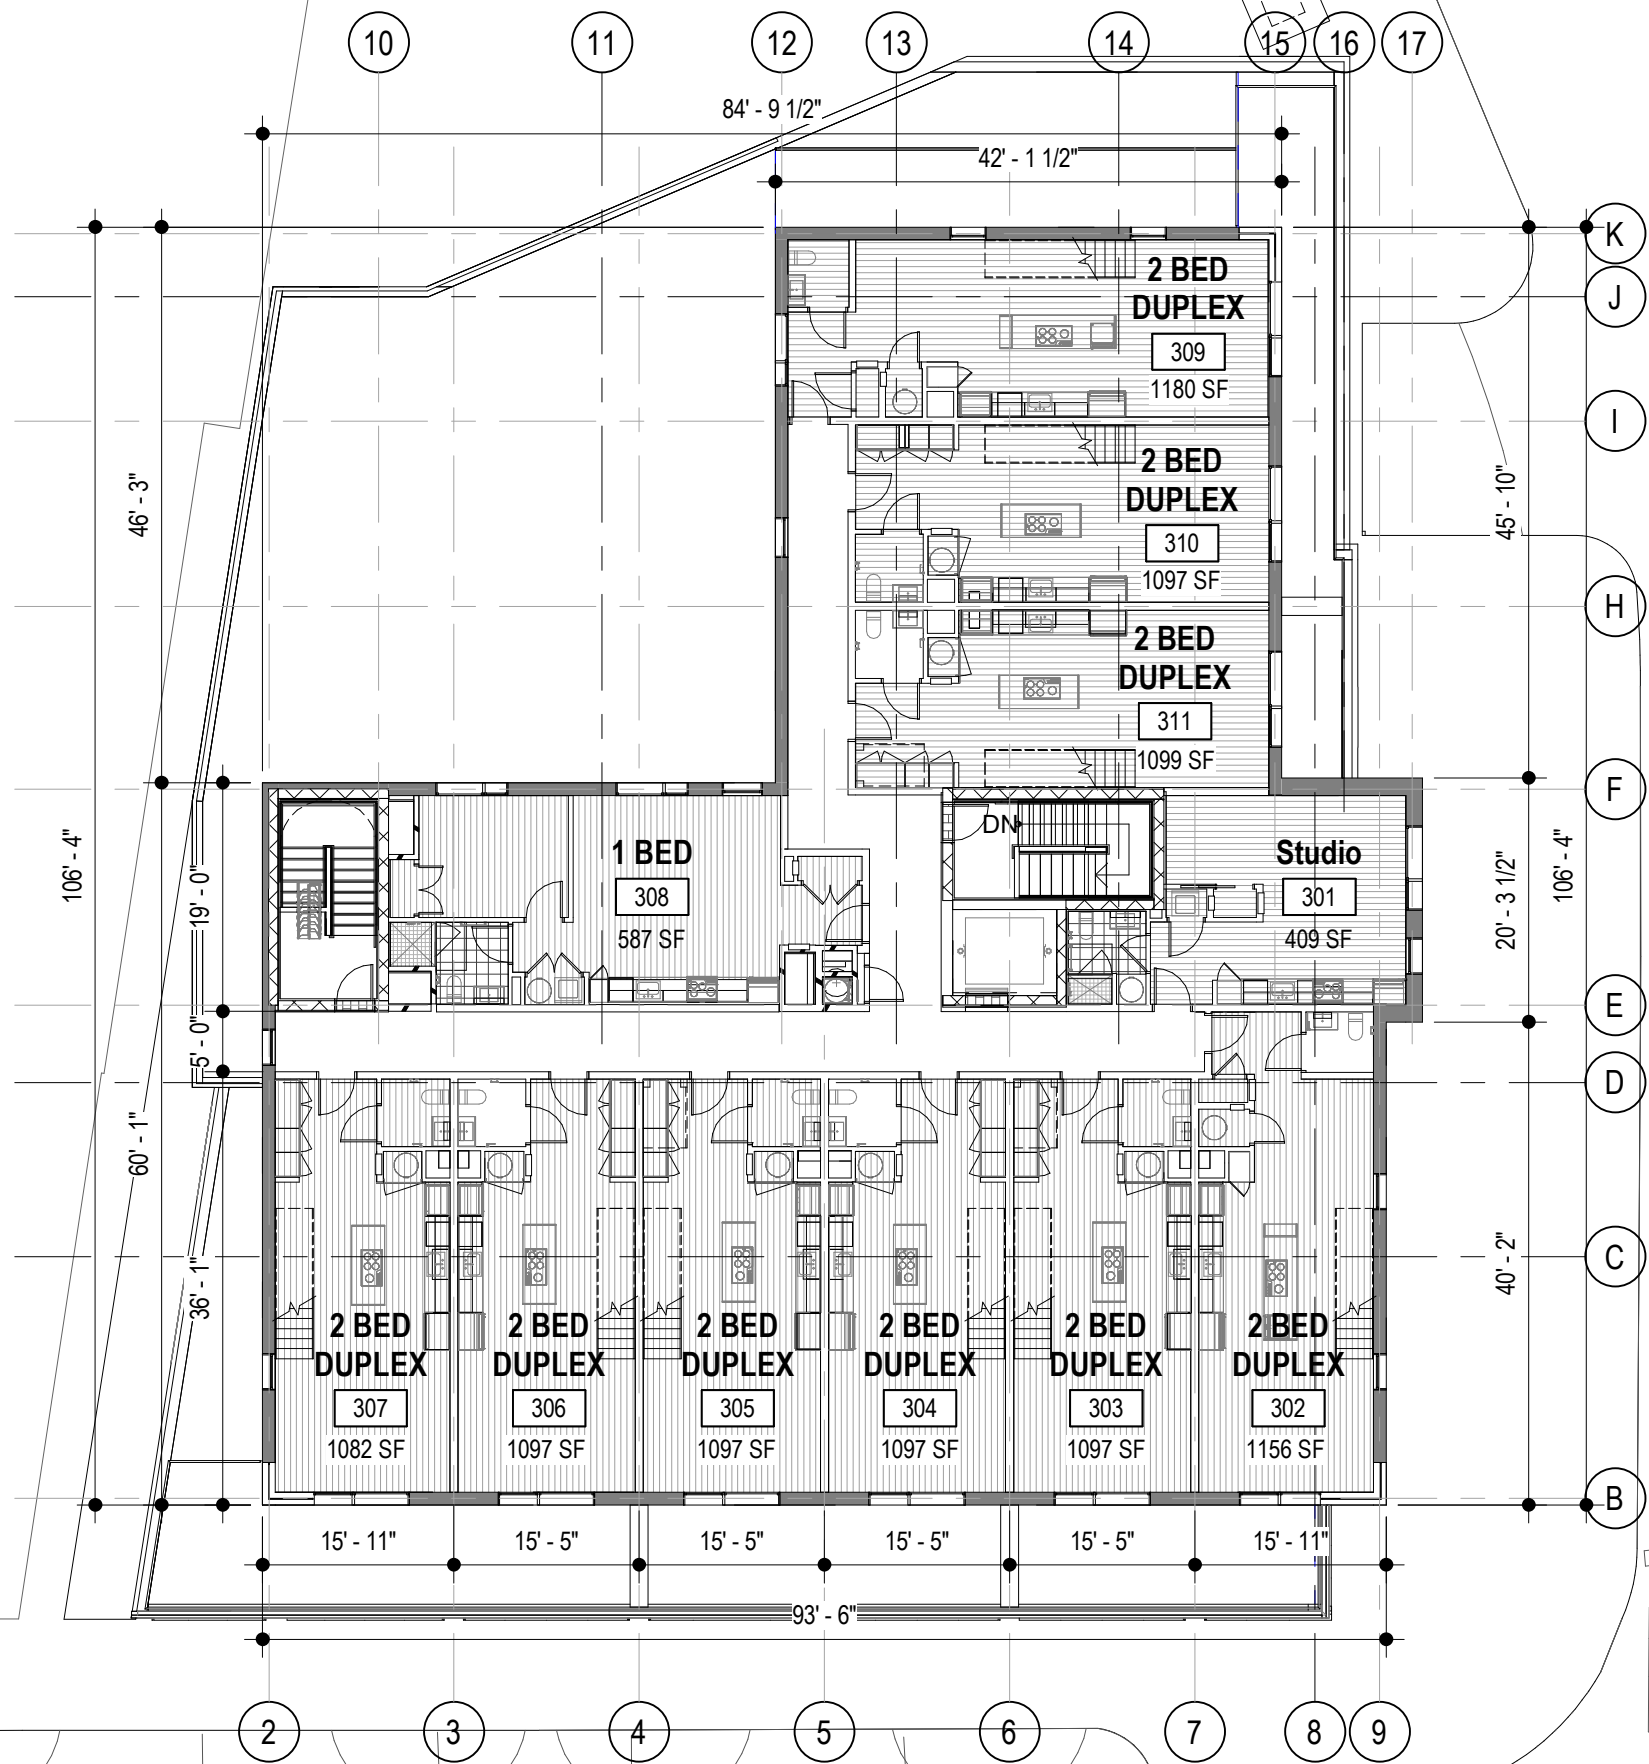 10
11
12
13
14
15
16
17
84' - 9 1/2"
42' - 1 1/2"
K
J
I
H
F
E
D
C
B
2 BED
DUPLEX
309
1180 SF
2 BED
DUPLEX
310
1097 SF
2 BED
DUPLEX
311
1099 SF
46' - 3"
45' - 10"
106' - 4"
19' - 0"
5' - 0"
60' - 1"
36' - 1"
20' - 3 1/2"
106' - 4"
40' - 2"
DN
1 BED
308
587 SF
Studio
301
409 SF
2 BED
DUPLEX
307
1082 SF
2 BED
DUPLEX
306
1097 SF
2 BED
DUPLEX
305
1097 SF
2 BED
DUPLEX
304
1097 SF
2 BED
DUPLEX
303
1097 SF
2 BED
DUPLEX
302
1156 SF
15' - 11"
15' - 5"
15' - 5"
15' - 5"
15' - 5"
15' - 11"
93' - 6"
2
3
4
5
6
7
8
9